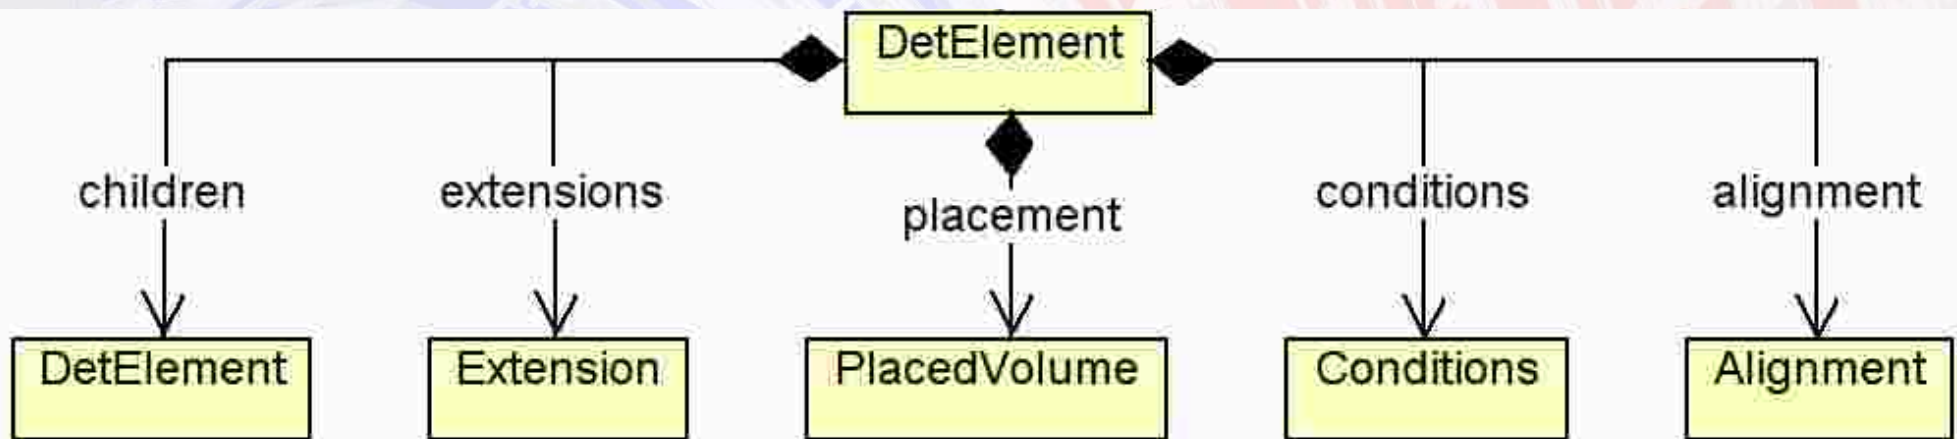 DetElement
children
extensions
placement
conditions
alignment
DetElement
Extension
PlacedVolume
Conditions
Alignment